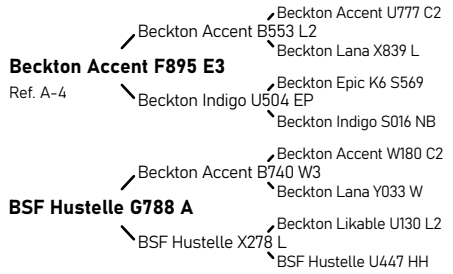 Beckton Accent U777 C2
Beckton Accent B553 L2
Beckton Lana X839 L
Beckton Accent F895 E3
Ref. A-4
Beckton Epic K6 S569
Beckton Indigo U504 EP
Beckton Indigo S016 NB
Beckton Accent W180 C2
Beckton Accent B740 W3
Beckton Lana Y033 W
BSF Hustelle G788 A
Beckton Likable U130 L2
BSF Hustelle X278 L
BSF Hustelle U447 HH